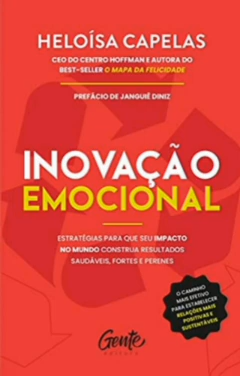 HELOÍSA CAPELAS
CEO DO CENTRO HOFFMAN E AUTORA DO
BEST-SELLER O MAPA DA FELICIDADE
PREFÁCIO DE JANGUIÊ DINIZ
INOVAÇÃO
EMOCIONAL
ESTRATÉGIAS PARA QUE SEU IMPACTO
NO MUNDO CONSTRUA RESULTADOS
SAUDÁVEIS, FORTES E PERENES
O CAMINHO
MAIS EFETIVO
PARA ESTABELECER
RELAÇÕES MAIS
POSITIVAS E
SUSTENTÁVEIS
Gente
editora